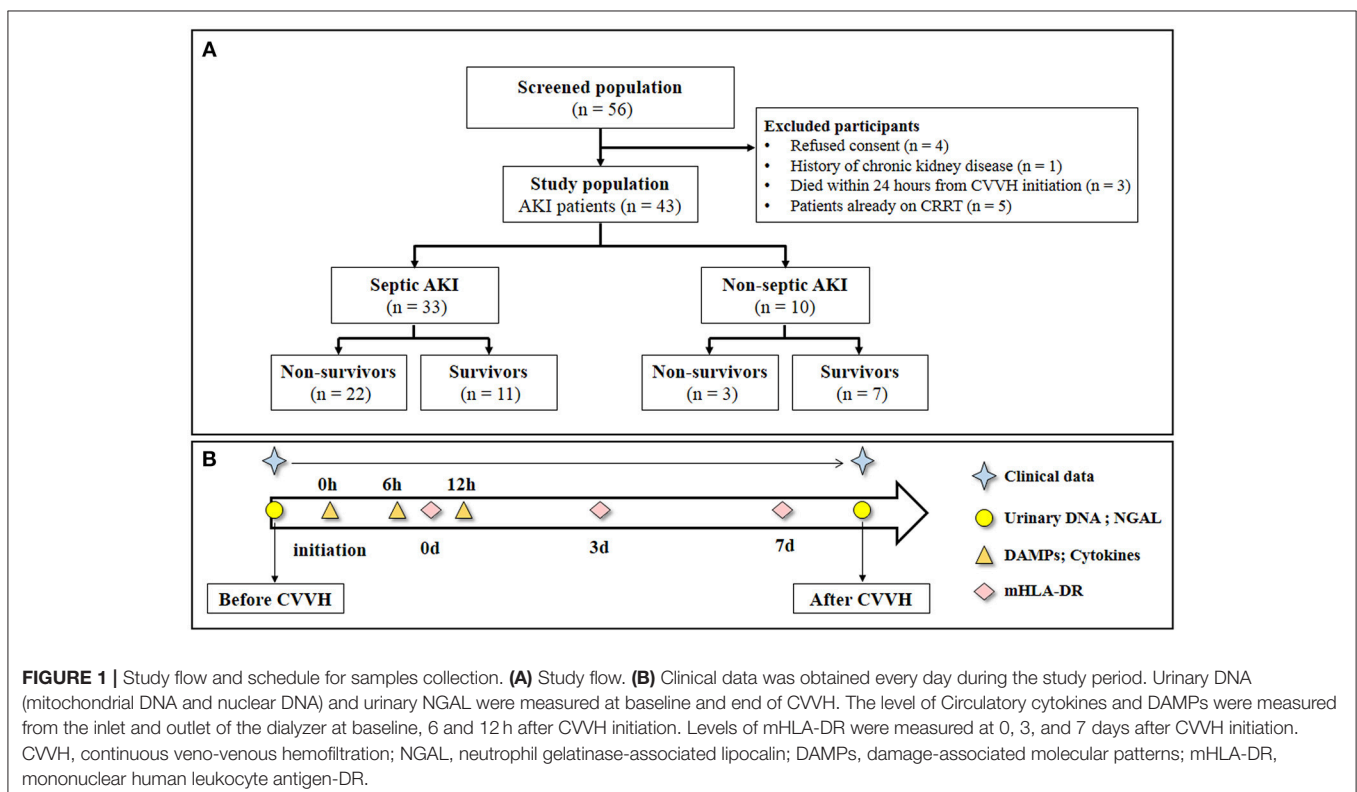 A
Screened population
(n = 56)
Excluded participants
• Refused consent (n = 4)
• History of chronic kidney disease (n = 1)
• Died within 24 hours from CVVH initiation (n = 3)
• Patients already on CRRT (n = 5)
Study population
AKI patients (n = 43)
Septic AKI
(n = 33)
Non-septic AKI
(n = 10)
Non-survivors
(n = 22)
Survivors
(n = 11)
Non-survivors
(n = 3)
Survivors
(n = 7)
B
0h 6h 12h
initiation 0d 3d 7d
Before CVVH
After CVVH
Clinical data
Urinary DNA ; NGAL
DAMPs; Cytokines
mHLA-DR
FIGURE 1 | Study flow and schedule for samples collection. (A) Study flow. (B) Clinical data was obtained every day during the study period. Urinary DNA
(mitochondrial DNA and nuclear DNA) and urinary NGAL were measured at baseline and end of CVVH. The level of Circulatory cytokines and DAMPs were measured
from the inlet and outlet of the dialyzer at baseline, 6 and 12 h after CVVH initiation. Levels of mHLA-DR were measured at 0, 3, and 7 days after CVVH initiation.
CVVH, continuous veno-venous hemofiltration; NGAL, neutrophil gelatinase-associated lipocalin; DAMPs, damage-associated molecular patterns; mHLA-DR,
mononuclear human leukocyte antigen-DR.